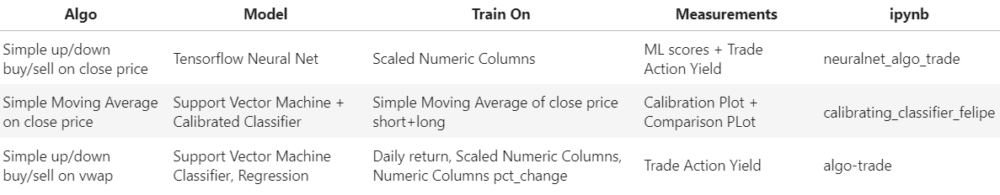 Algo Model Train On Measurements ipynb
Simple up/down buy/sell on close price Tensorflow Neural Net Scaled Numeric Columns ML scores + Trade Action Yield neuralnet_algo_trade
Simple Moving Average on close price Support Vector Machine + Calibrated Classifier Simple Moving Average of close price short+long Calibration Plot + Comparison PLot calibrating_classifier_felipe
Simple up/down buy/sell on vwap Support Vector Machine Classifier, Regression Daily return, Scaled Numeric Columns, Numeric Columns pct_change Trade Action Yield algo-trade